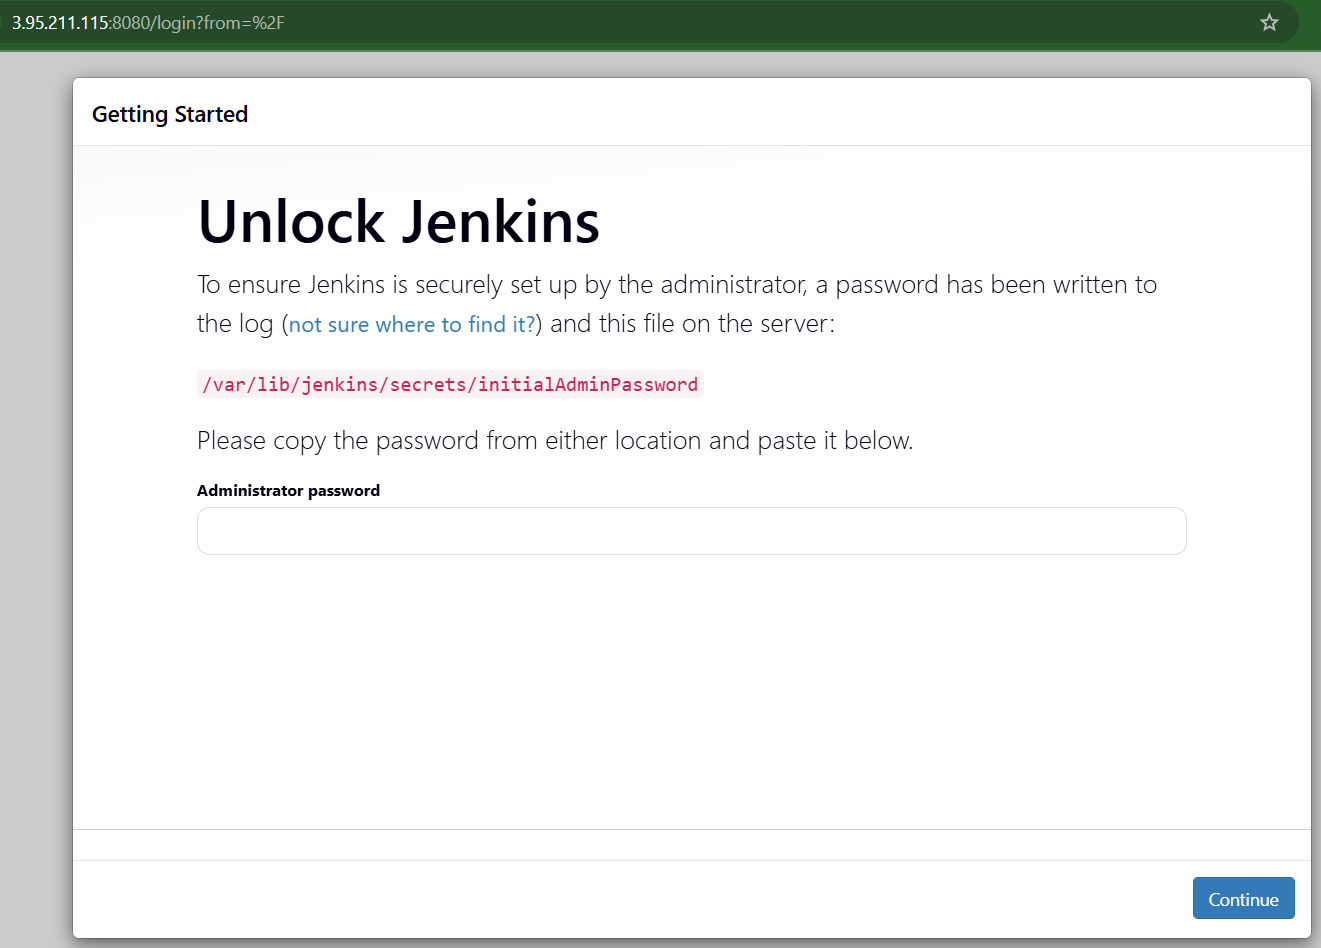 3.95.211.115:8080/login?from=%2F
Getting Started
Unlock Jenkins
To ensure Jenkins is securely set up by the administrator, a password has been written to
the log (not sure where to find it?) and this file on the server:
/var/lib/jenkins/secrets/initialAdminPassword
Please copy the password from either location and paste it below.
Administrator password
Continue